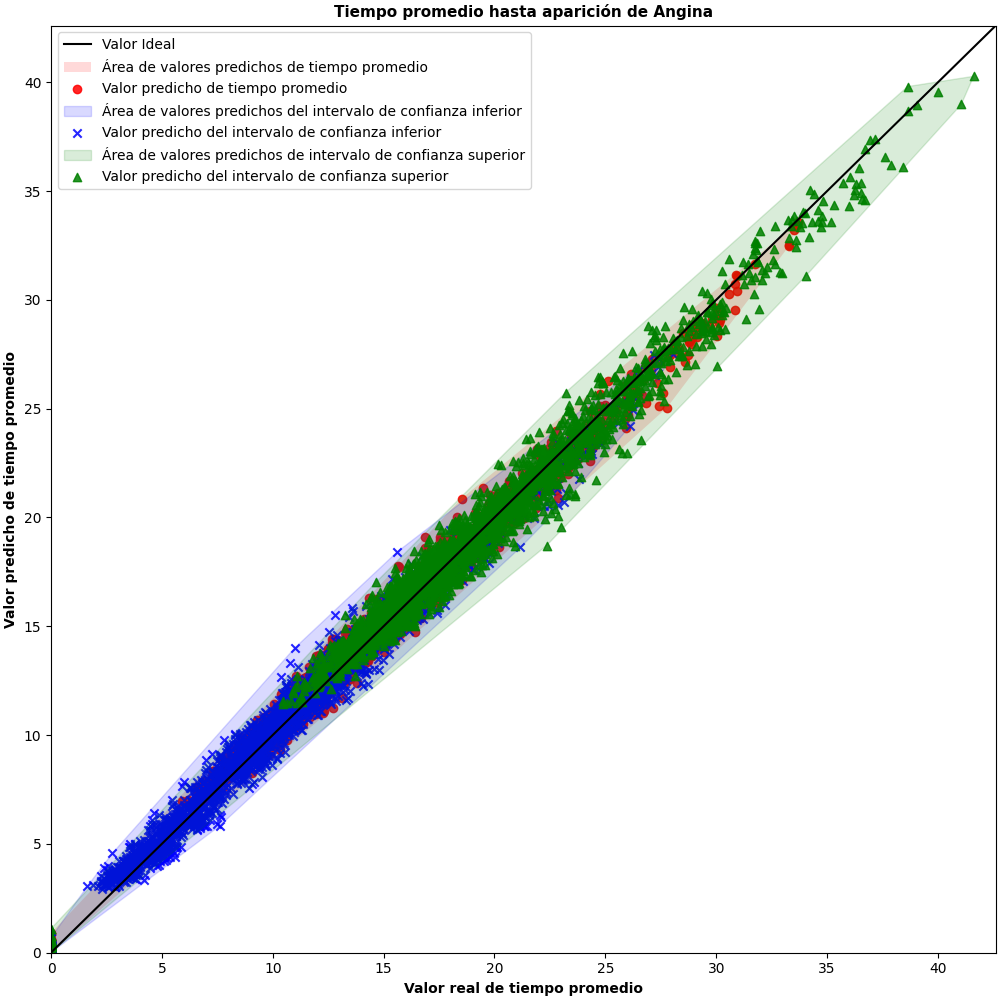 Tiempo promedio hasta aparición de Angina
Valor Ideal
Área de valores predichos de tiempo promedio
Valor predicho de tiempo promedio
Área de valores predichos del intervalo de confianza inferior
Valor predicho del intervalo de confianza inferior
Área de valores predichos de intervalo de confianza superior
Valor predicho del intervalo de confianza superior
Valor predicho de tiempo promedio
40
35
30
25
20
15
10
5
0
0 5 10 15 20 25 30 35 40
Valor real de tiempo promedio